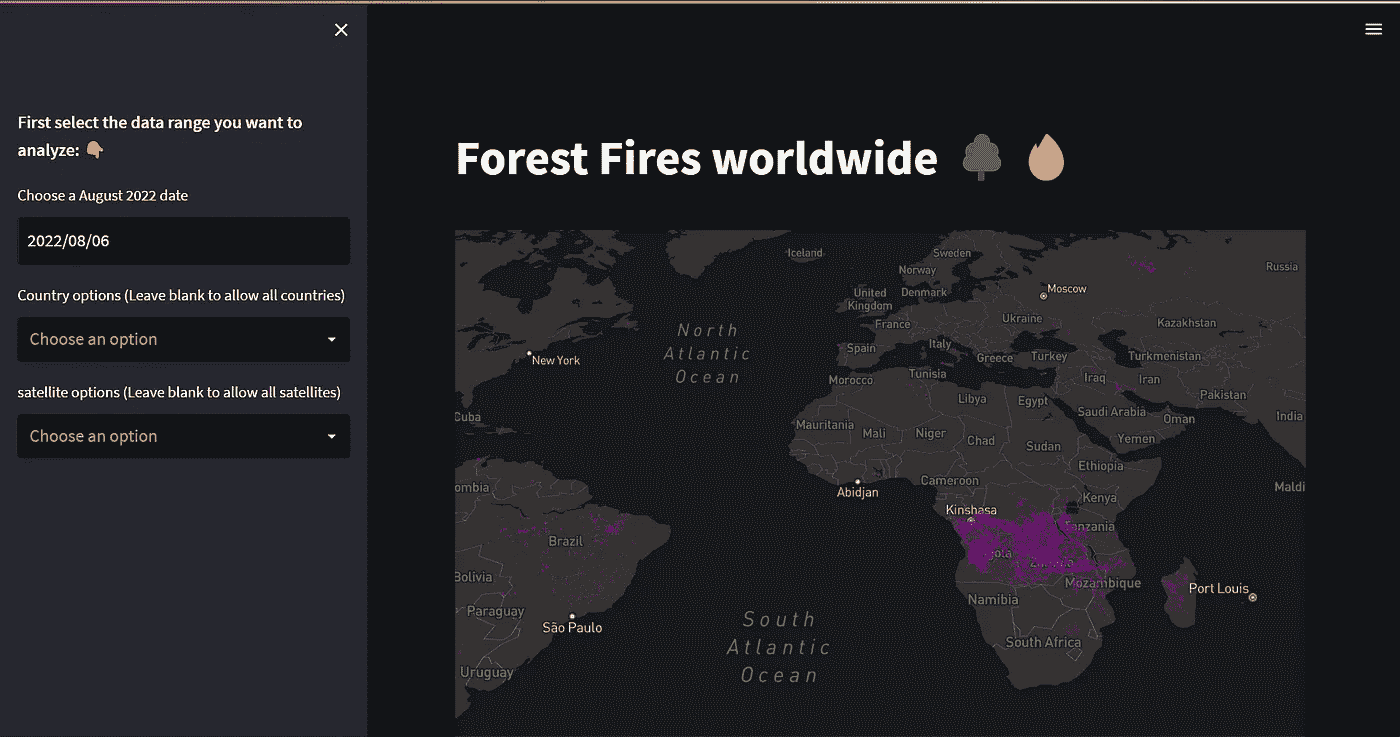 First select the data range you want to
analyze:
Choose a August 2022 date
2022/08/06
Country options (Leave blank to allow all countries)
Choose an option
satellite options (Leave blank to allow all satellites)
Choose an option
Forest Fires worldwide
Iceland
Sweden
Norway
Russia
Moscow
United
Kingdom
Denmark
Ukraine
France
Kazakhstan
North
Atlantic
Ocean
New York
Spain
Italy
Greece
Turkey
Turkmenistan
Morocco
Tunisia
Iraq
Iran
Pakistan
Libya
Egypt
Saudi Arabia
Oman
India
Cuba
Mauritania
Mali
Niger
Chad
Sudan
Yemen
Ethiopia
ombia
Abidjan
Cameroon
Kenya
Maldi
Kinshasa
anzania
Brazil
ola
Bolivia
Mozambique
Port Louis
Paraguay
Namibia
São Paulo
South
Atlantic
Ocean
South Africa
Uruguay